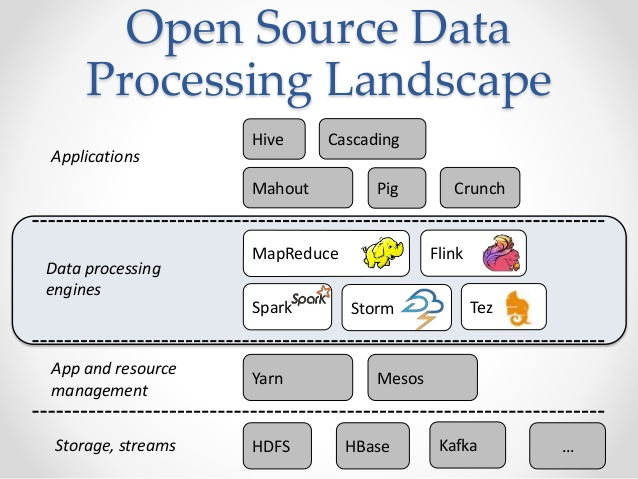 Open Source Data
Processing Landscape
Applications
Hive
Cascading
Mahout
Pig
Crunch
Data processing
engines
MapReduce
Flink
Spark
Spark
Storm
Tez
App and resource
management
Yarn
Mesos
Storage, streams
HDFS
HBase
Kafka
...